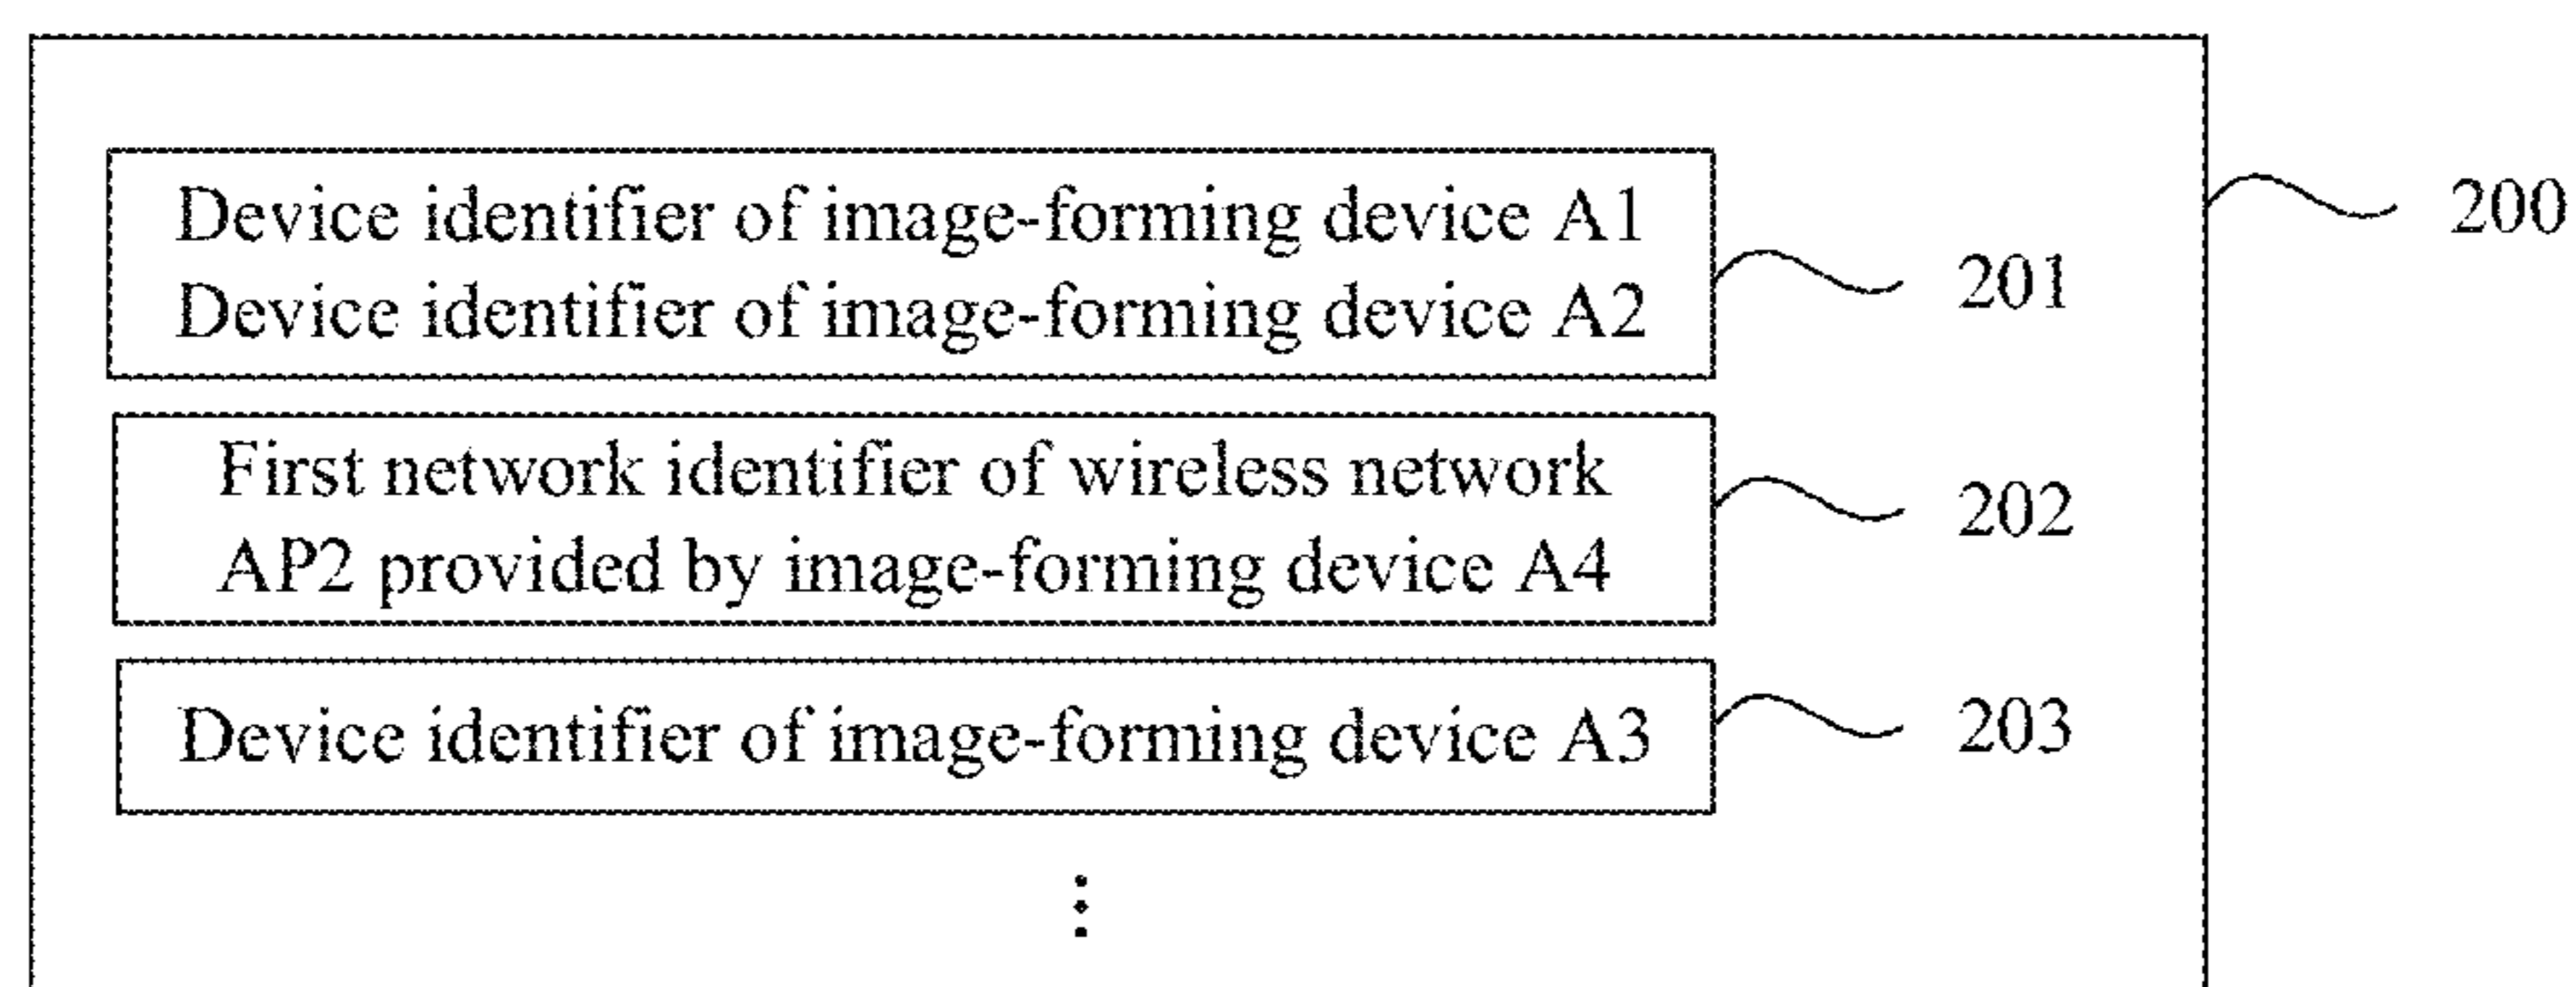 Device identifier of image-forming device A1
200
Device identifier of image-forming device A2
201
First network identifier of wireless network
202
AP2 provided by image-forming device A4
Device identifier of image-forming device A3
203